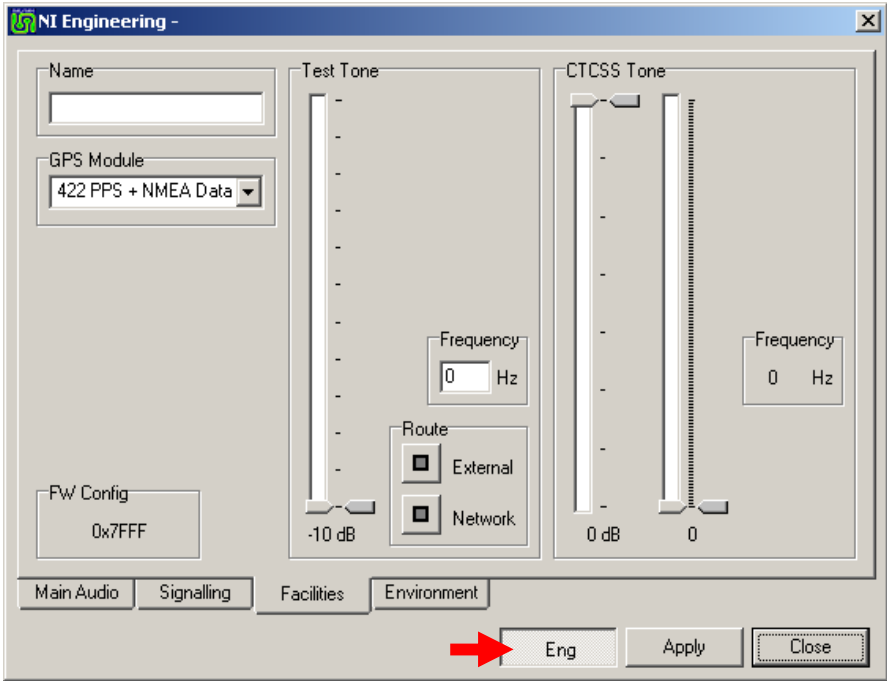 NI Engineering -
Name
GPS Module
422 PPS + NMEA Data
FW Config
0x7FFF
Test Tone
Frequency
0 Hz
Route
External
Network
-10 dB
CTCSS Tone
Frequency
0 Hz
0 dB
0
Main Audio
Signalling
Facilities
Environment
Eng
Apply
Close